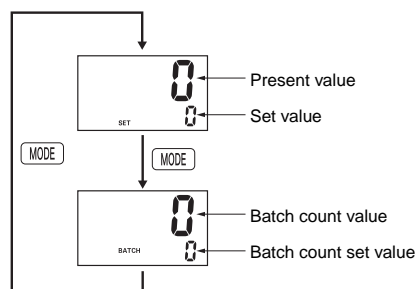 0
Present value
SET
0
Set value
MODE
MODE
0
Batch count value
BATCH
0
Batch count set value